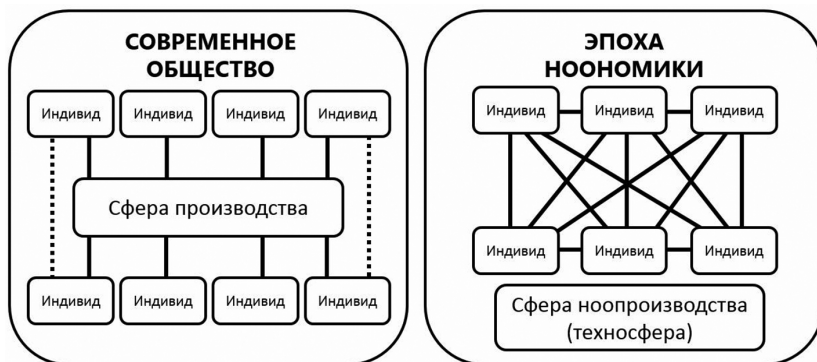 СОВРЕМЕННОЕ
ОБЩЕСТВО
Индивид Индивид Индивид Индивид
Сфера производства
Индивид Индивид Индивид Индивид
ЭПОХА
НООНОМИКИ
Индивид Индивид Индивид
Индивид Индивид Индивид
Сфера ноопроизводства
(техносфера)